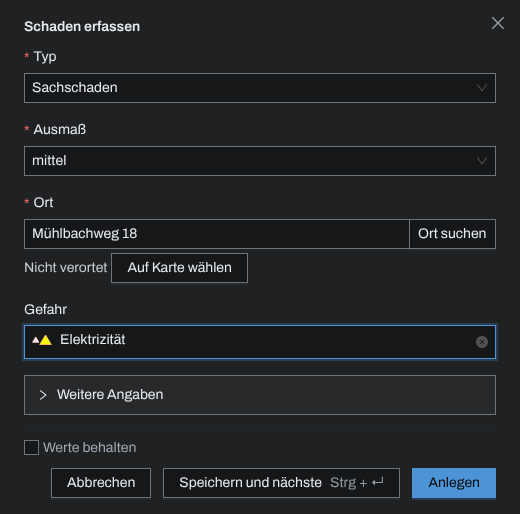 Schaden erfassen
* Typ
Sachschaden
* Ausmaß
mittel
* Ort
Mühlbachweg 18 Ort suchen
Nicht verortet Auf Karte wählen
Gefahr
Elektrizität
Weitere Angaben
Werte behalten
Abbrechen Speichern und nächste Strg + ↵ Anlegen